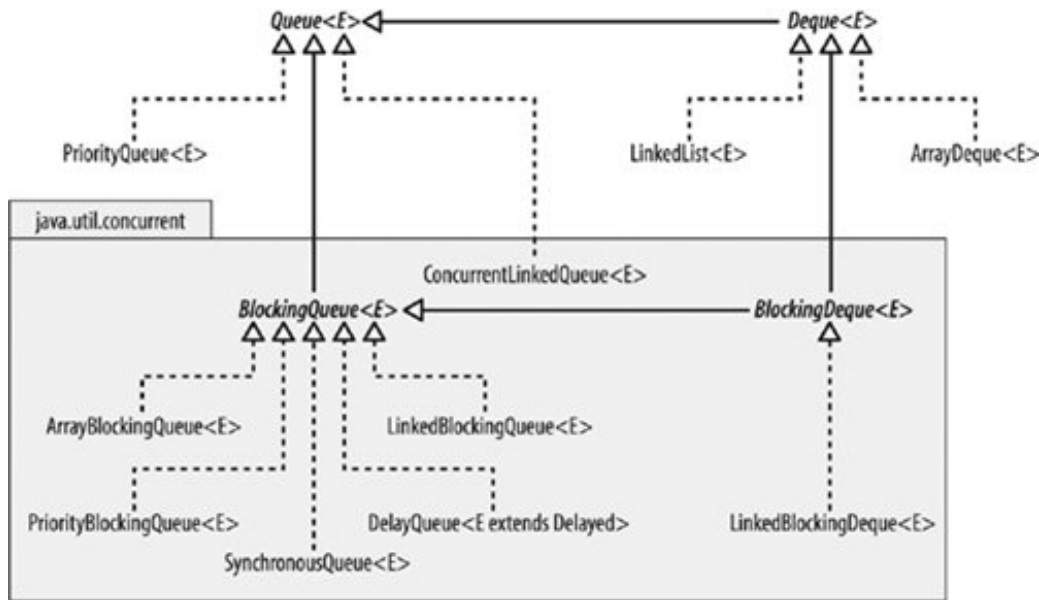 Queue<E>
Deque<E>
PriorityQueue<E>
LinkedList<E>
ArrayDeque<E>
java.util.concurrent
ConcurrentLinkedQueue<E>
BlockingQueue<E>
BlockingDeque<E>
ArrayBlockingQueue<E>
LinkedBlockingQueue<E>
PriorityBlockingQueue<E>
DelayQueue<E extends Delayed>
LinkedBlockingDeque<E>
SynchronousQueue<E>